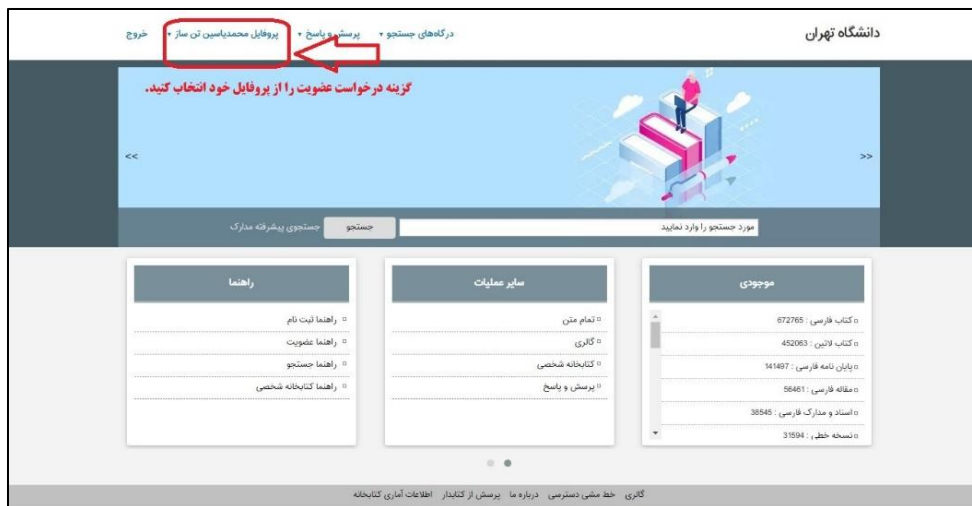 دانشگاه تهران
درگاه‌های جستجو ▾ پرسش و پاسخ ▾ پروفایل محمدیاسین تن ساز ▾ خروج
گزینه درخواست عضویت را از پروفایل خود انتخاب کنید.
<<
>>
مورد جستجو را وارد نمایید
جستجو
جستجوی پیشرفته مدارک
موجودی
کتاب فارسی : 672765
کتاب لاتین : 452063
پایان نامه فارسی : 141497
مقاله فارسی : 56461
اسناد و مدارک فارسی : 38545
نسخه خطی : 31594
سایر عملیات
تمام متن
گالری
کتابخانه شخصی
پرسش و پاسخ
راهنما
راهنما ثبت نام
راهنما عضویت
راهنما جستجو
راهنما کتابخانه شخصی
گالری خط مشی دسترسی درباره ما پرسش از کتابدار اطلاعات آماری کتابخانه